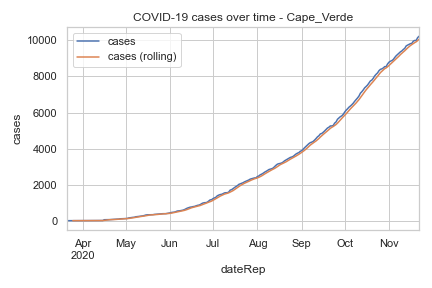 COVID-19 cases over time - Cape_Verde
cases
cases (rolling)
10000
8000
6000
4000
2000
0
cases
Apr May Jun Jul Aug Sep Oct Nov
2020
dateRep